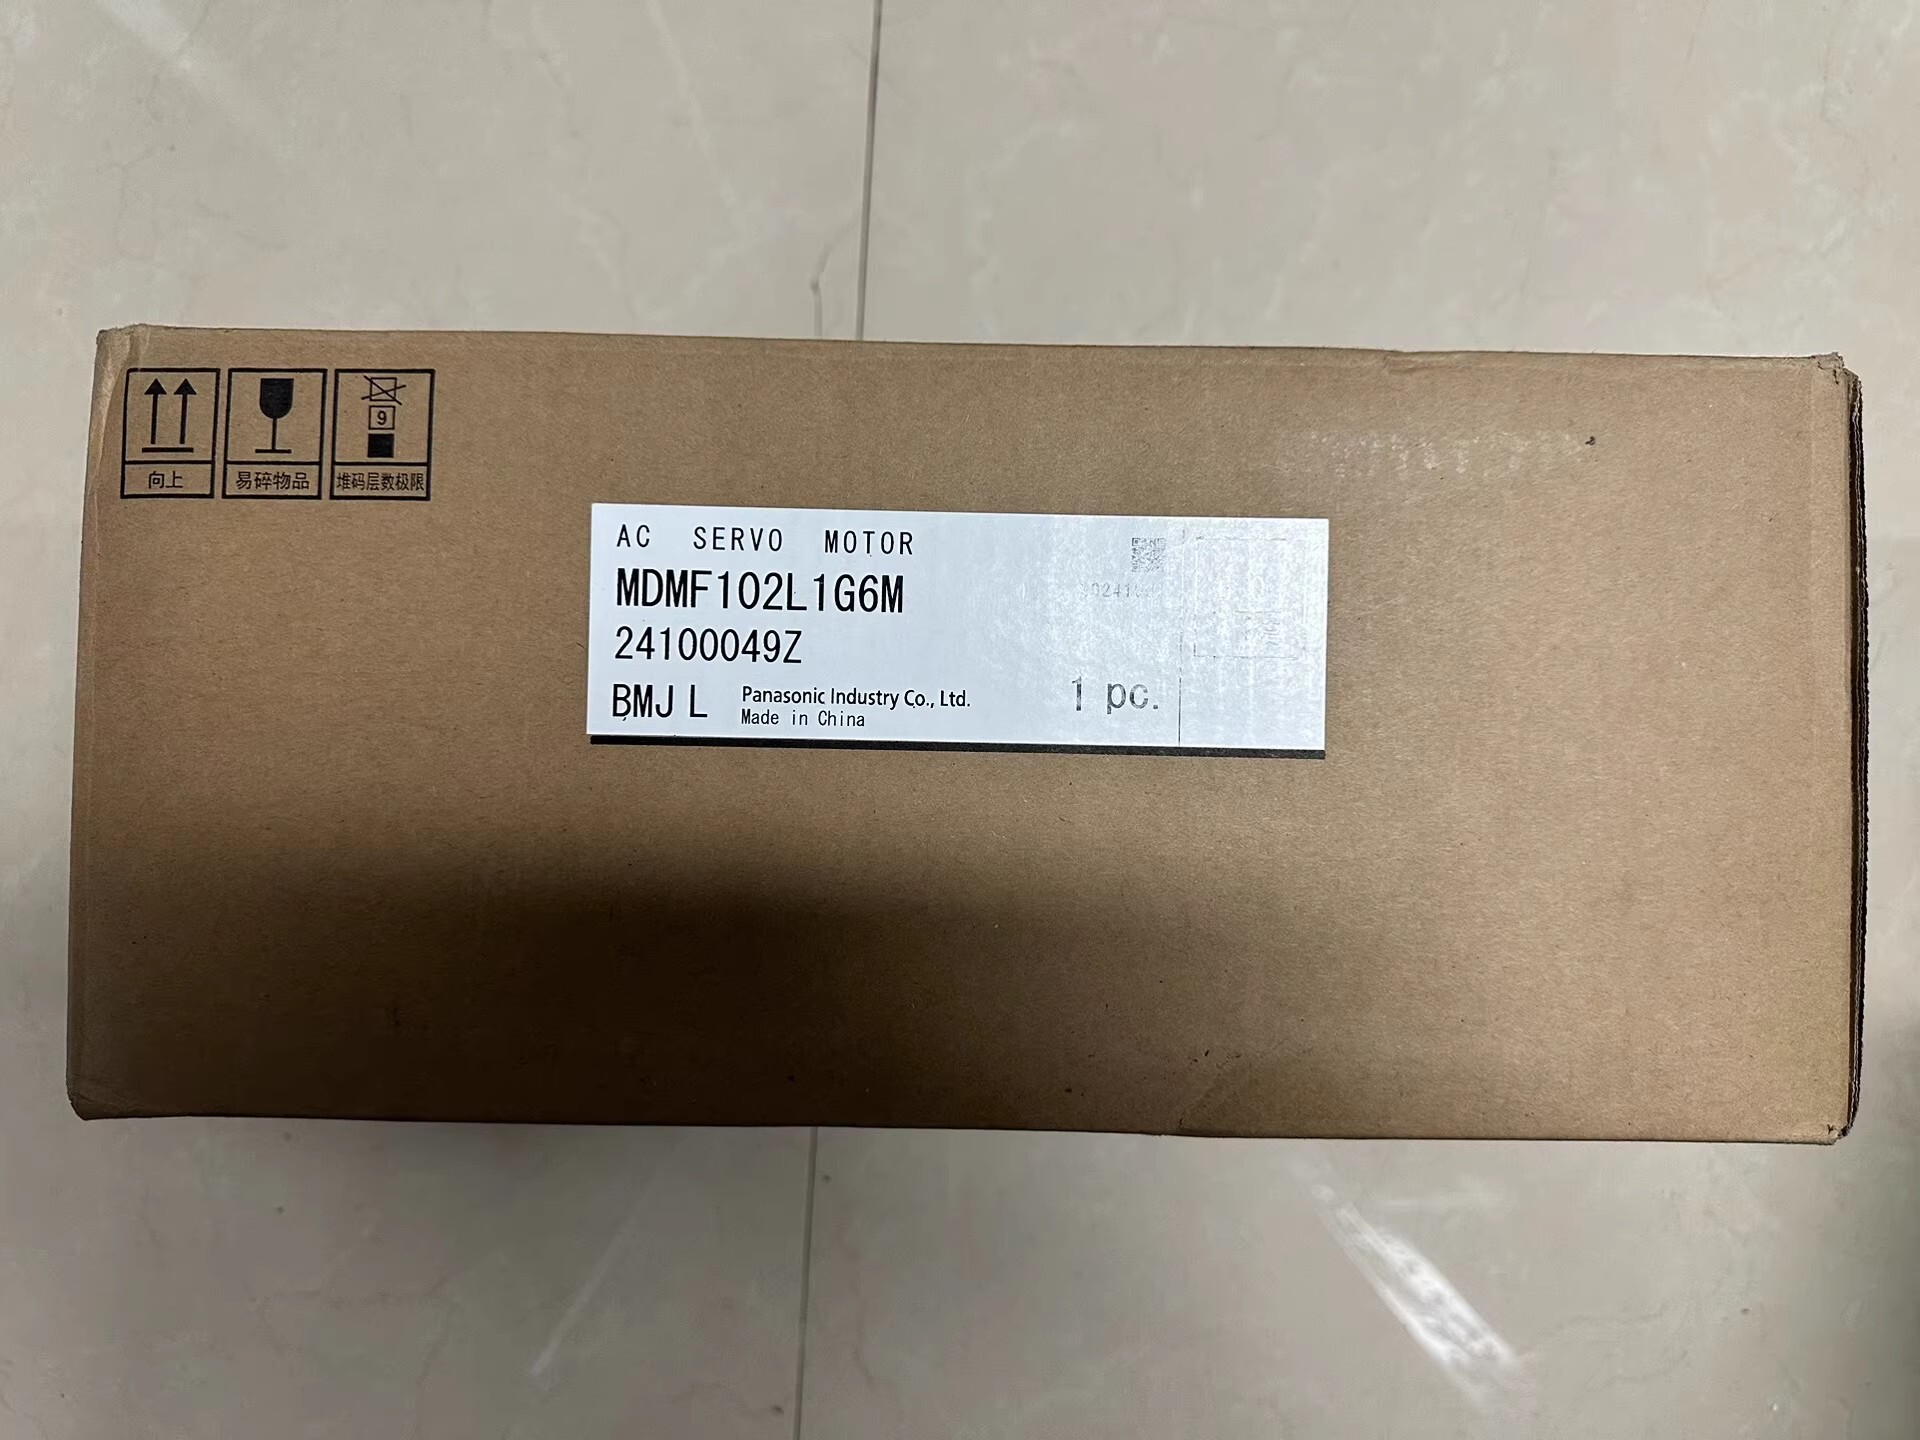 向上
易碎物品
9
堆码层数极限
AC SERVO MOTOR
MDMF102L1G6M
24100049Z
BMJ L
Panasonic Industry Co., Ltd.
Made in China
1 pc.